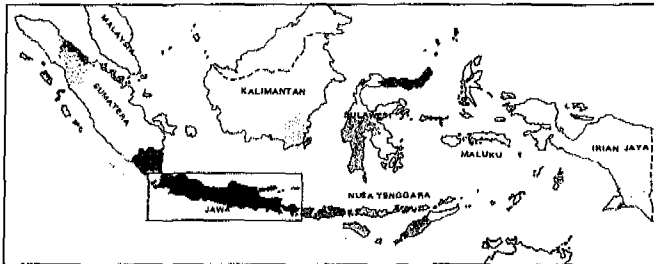 MALAYSIA
SUMATERA
KALIMANTAN
SULAWESI
MALUKU
IRIAN JAYA
NUSA TENGGARA
JAWA